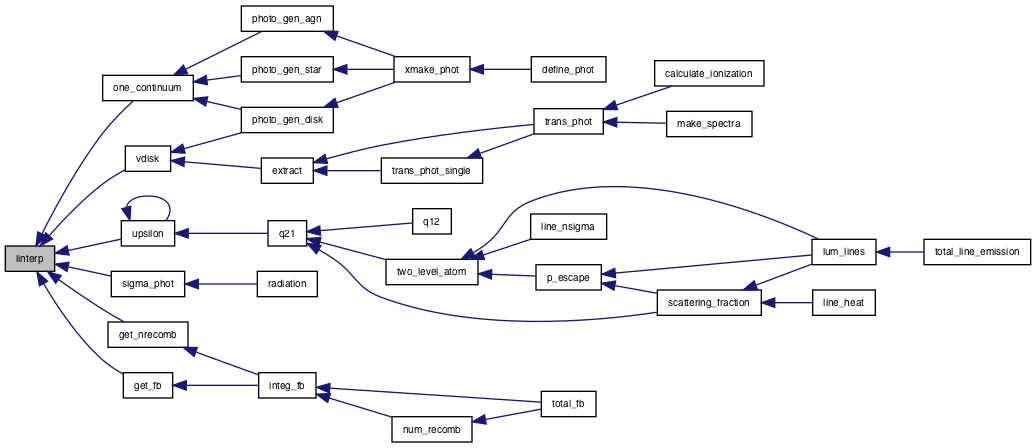 photo_gen_agn
photo_gen_star
xmake_phot
define_phot
calculate_ionization
one_continuum
photo_gen_disk
trans_phot
make_spectra
vdisk
extract
trans_phot_single
q12
line_nsigma
upsilon
q21
lum_lines
total_line_emission
linterp
two_level_atom
p_escape
sigma_phot
radiation
scattering_fraction
line_heat
get_nrecomb
get_fb
integ_fb
total_fb
num_recomb